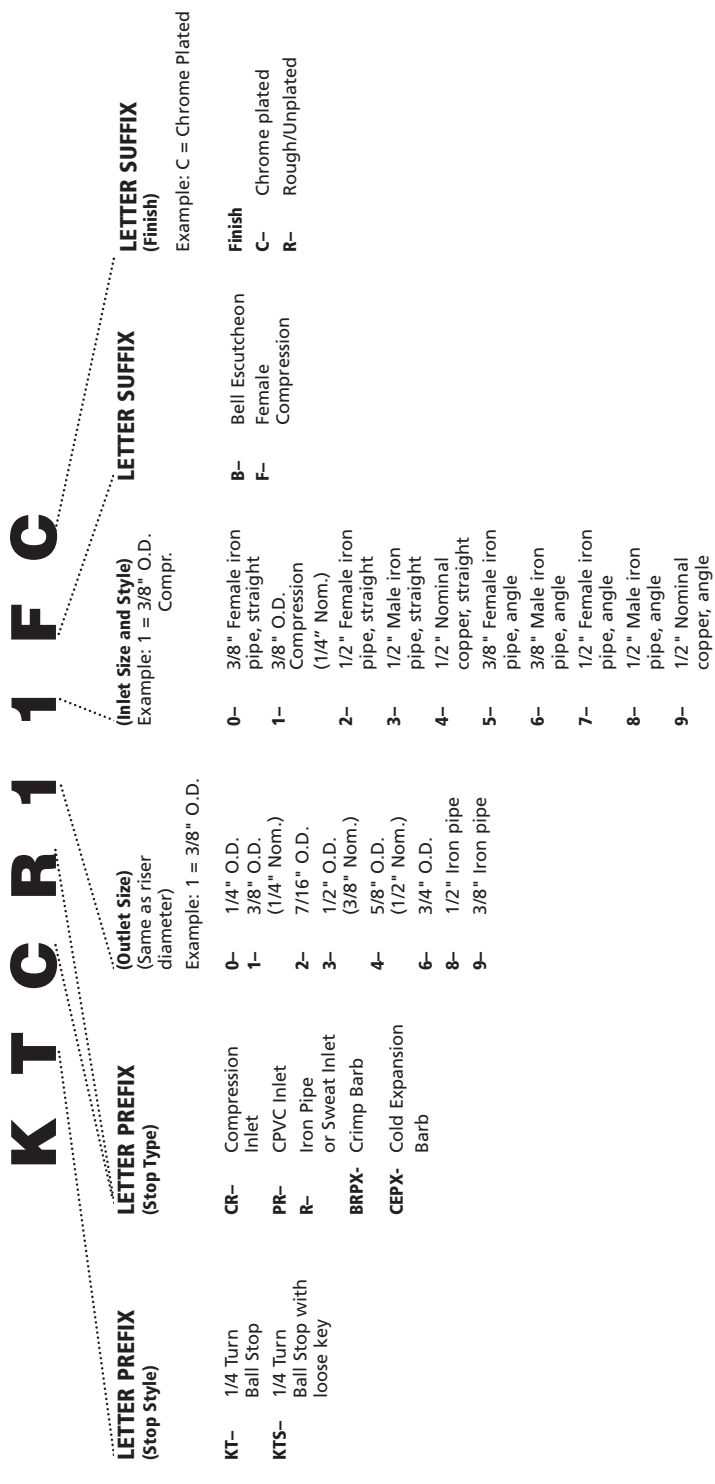 K T C R 1 1 F C
LETTER PREFIX
(Stop Style)
KT– 1/4 Turn
Ball Stop
KTS– 1/4 Turn
Ball Stop with
loose key
LETTER PREFIX
(Stop Type)
CR– Compression
Inlet
PR– CPVC Inlet
R– Iron Pipe
or Sweat Inlet
BRPX- Crimp Barb
CEPX- Cold Expansion
Barb
(Outlet Size)
(Same as riser
diameter)
Example: 1 = 3/8" O.D.
0– 1/4" O.D.
1– 3/8" O.D.
(1/4" Nom.)
2– 7/16" O.D.
3– 1/2" O.D.
(3/8" Nom.)
4– 5/8" O.D.
(1/2" Nom.)
6– 3/4" O.D.
8– 1/2" Iron pipe
9– 3/8" Iron pipe
(Inlet Size and Style)
Example: 1 = 3/8" O.D.
Compr.
0– 3/8" Female iron
pipe, straight
1– 3/8" O.D.
Compression
(1/4” Nom.)
2– 1/2" Female iron
pipe, straight
3– 1/2" Male iron
pipe, straight
4– 1/2" Nominal
copper, straight
5– 3/8" Female iron
pipe, angle
6– 3/8" Male iron
pipe, angle
7– 1/2" Female iron
pipe, angle
8– 1/2" Male iron
pipe, angle
9– 1/2" Nominal
copper, angle
LETTER SUFFIX
B– Bell Escutcheon
F– Female
Compression
LETTER SUFFIX
(Finish)
Example: C = Chrome Plated
Finish
C– Chrome plated
R– Rough/Unplated